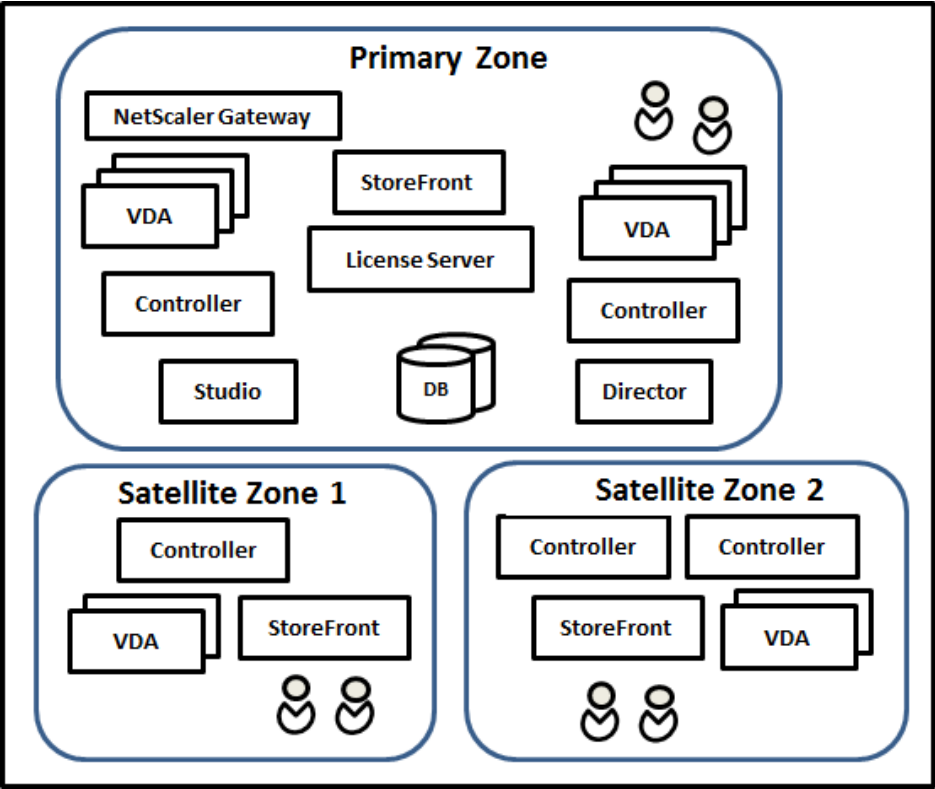 Primary Zone
NetScaler Gateway
StoreFront
VDA
VDA
License Server
Controller
Controller
Studio
DB
Director
Satellite Zone 1
Controller
VDA
StoreFront
Satellite Zone 2
Controller
Controller
StoreFront
VDA